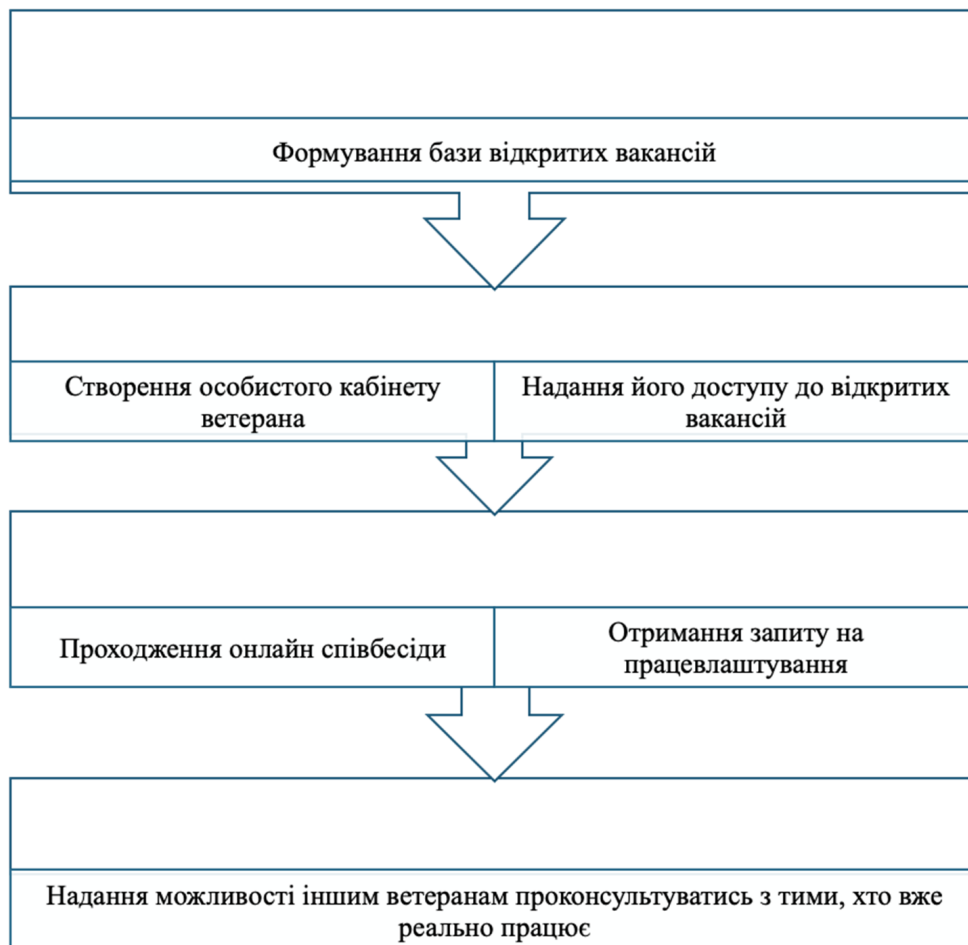 Формування бази відкритих вакансій
Створення особистого кабінету
ветерана
Надання його доступу до відкритих
вакансій
Проходження онлайн співбесіди
Отримання запиту на
працевлаштування
Надання можливості іншим ветеранам проконсультуватись з тими, хто вже
реально працює